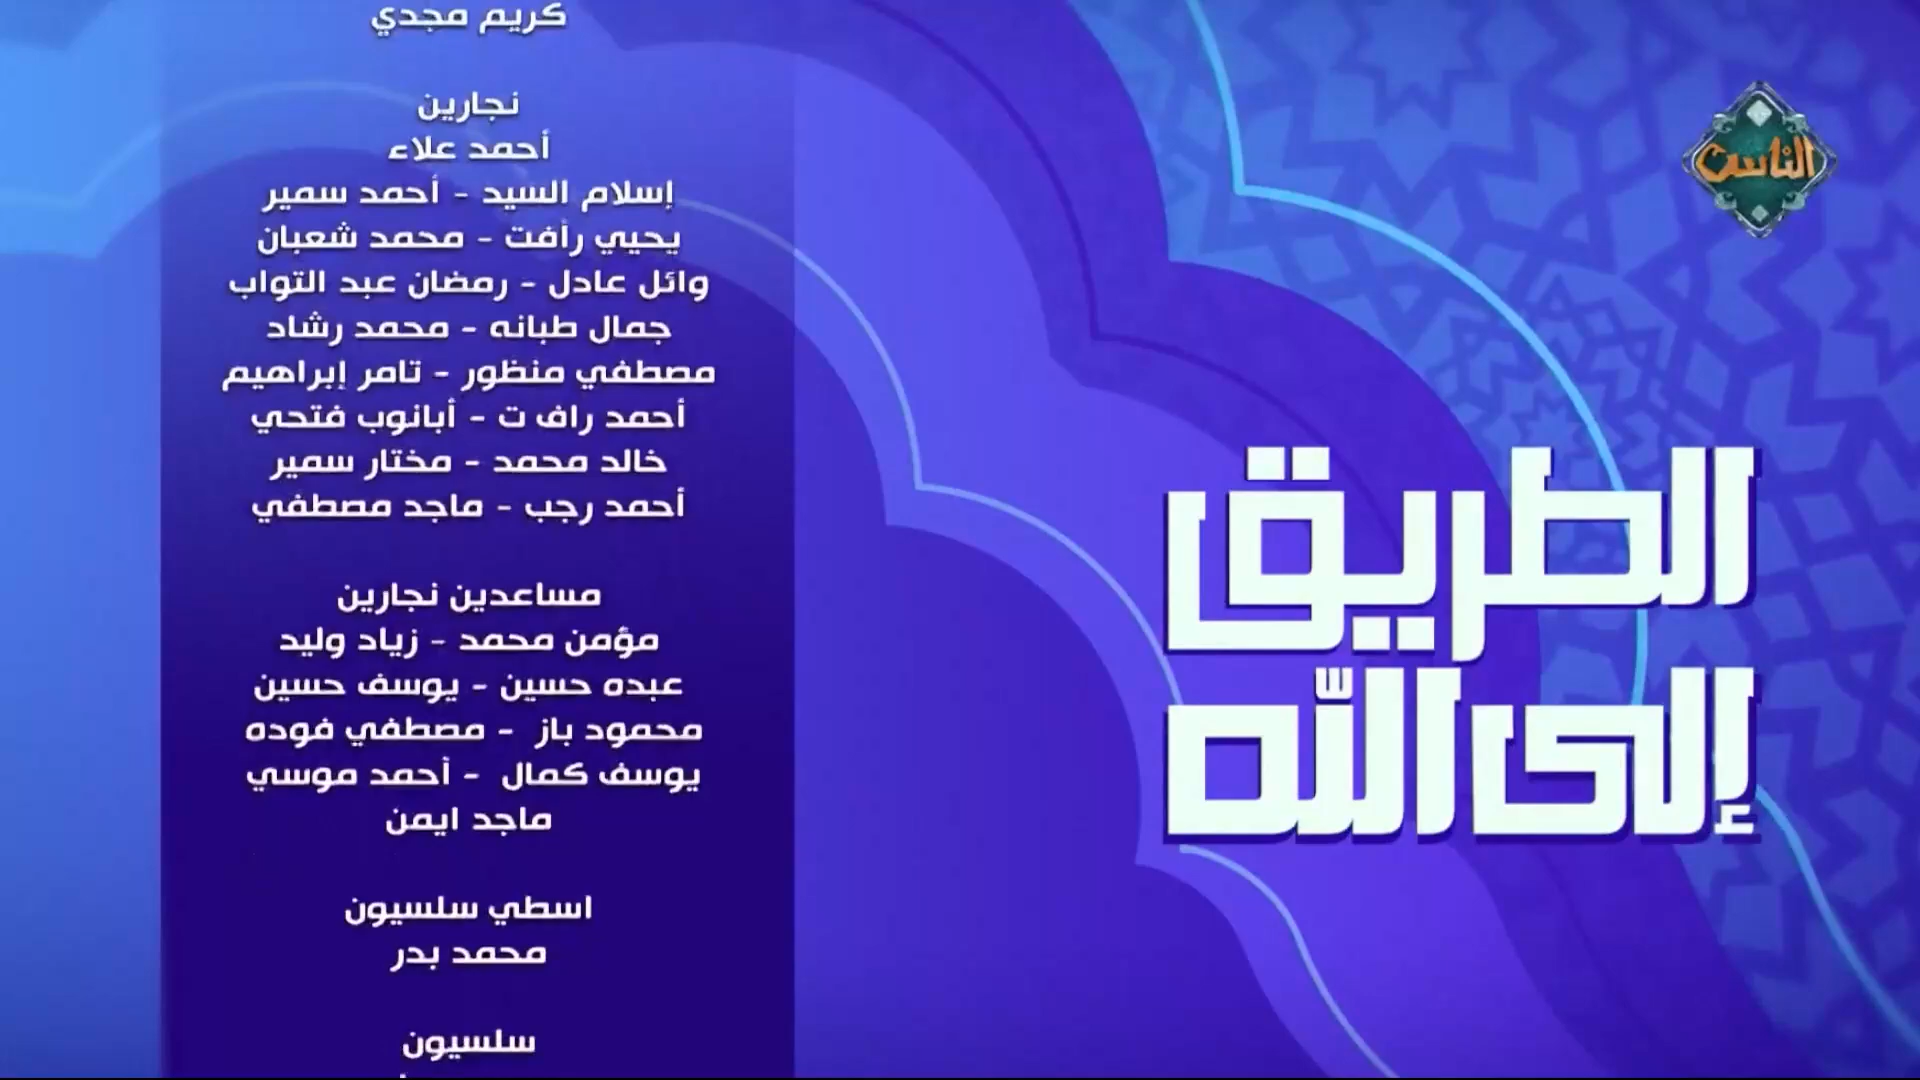 كريم مجدي
نجارين
أحمد علاء
إسلام السيد - أحمد سمير
يحيي رأفت - محمد شعبان
وائل عادل - رمضان عبد التواب
جمال طبانه - محمد رشاد
مصطفي منظور - تامر إبراهيم
أحمد راف ت - أبانوب فتحي
خالد محمد - مختار سمير
أحمد رجب - ماجد مصطفي
مساعدين نجارين
مؤمن محمد - زياد وليد
عبده حسين - يوسف حسين
محمود باز - مصطفي فوده
يوسف كمال - أحمد موسي
ماجد ايمن
اسطي سلسيون
محمد بدر
سلسيون
الناس
الطريق
إلى الله